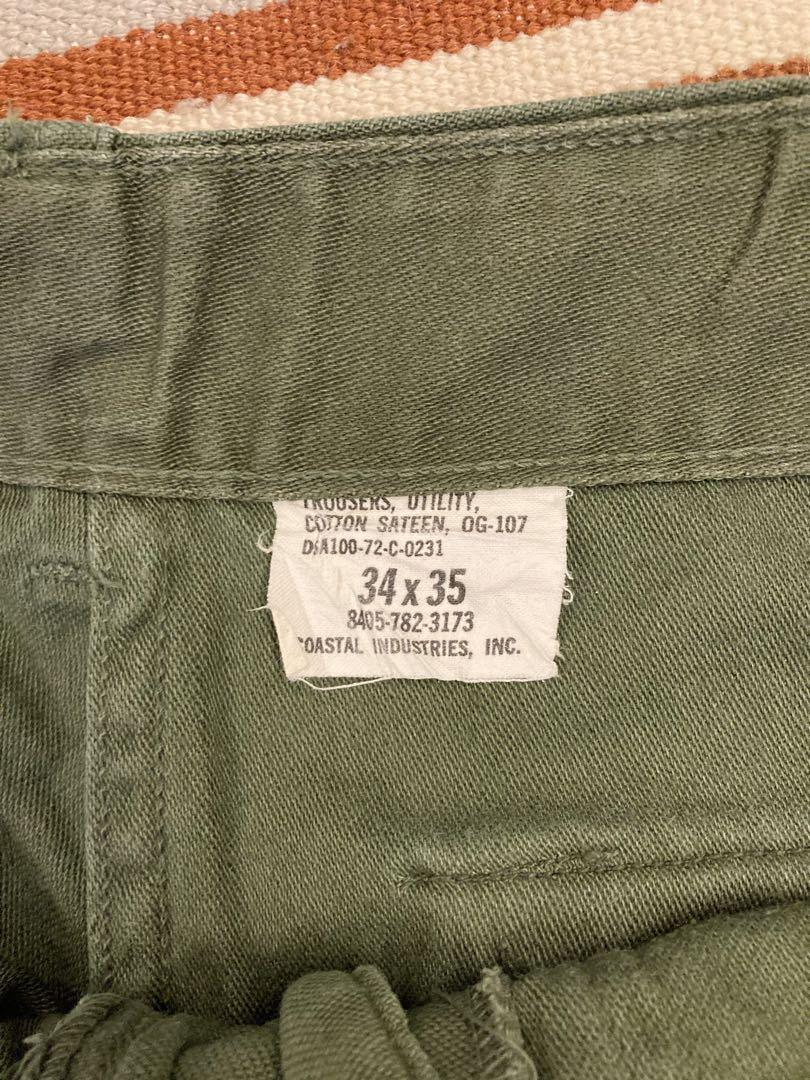 TROUSERS, UTILITY,
COTTON SATEEN, OG-107
DSA100-72-C-0231
34 x 35
8405-782-3173
COASTAL INDUSTRIES, INC.